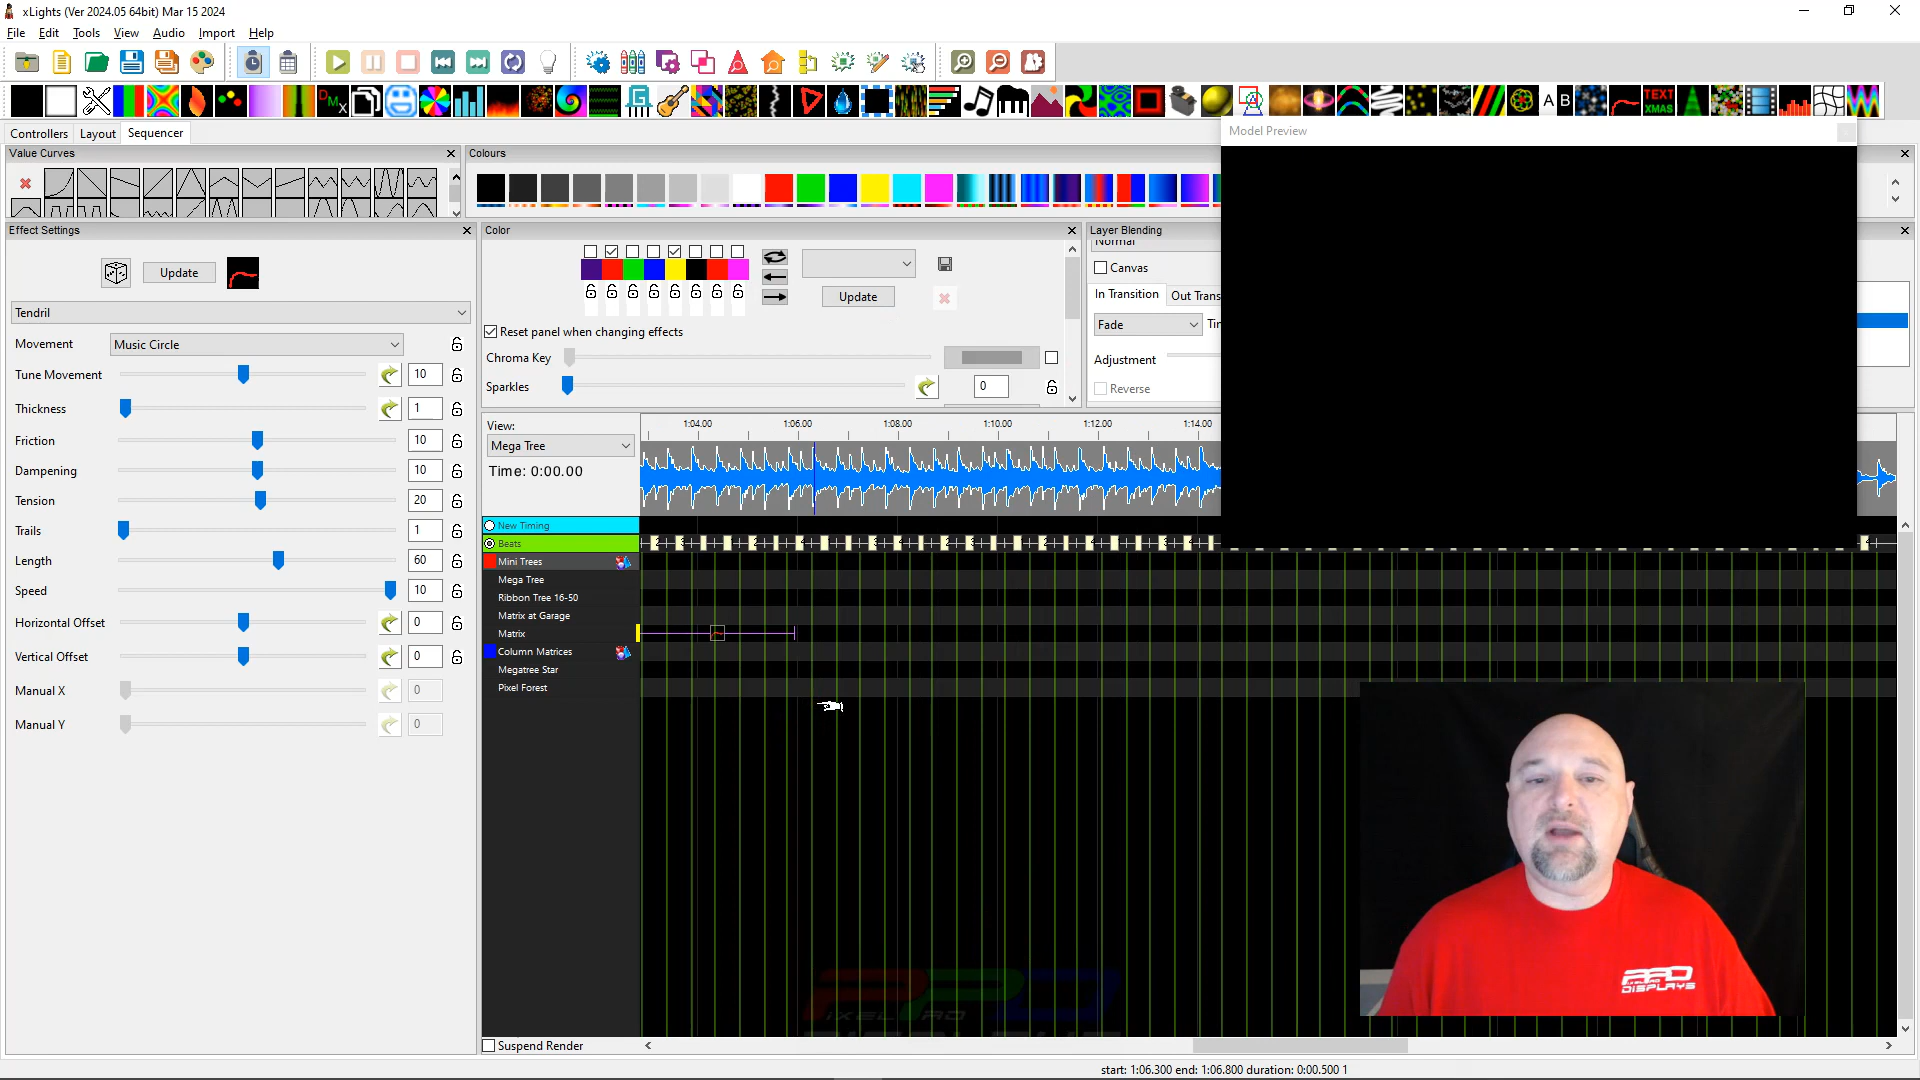 xLights (Ver 2024.05 64bit) Mar 15 2024
File Edit Tools View Audio Import Help
Controllers Layout Sequencer
Value Curves
Colours
Model Preview
Effect Settings
Update
Tendril
Movement Music Circle
Tune Movement 10
Thickness 1
Friction 10
Dampening 10
Tension 20
Trails 1
Length 60
Speed 10
Horizontal Offset 0
Vertical Offset 0
Manual X 0
Manual Y 0
Color
Update
Reset panel when changing effects
Chroma Key
Sparkles 0
Layer Blending
Normal
Canvas
In Transition Out Trans
Fade Tir
Adjustment
Reverse
View:
Mega Tree
Time: 0:00.00
1:04.00 1:06.00 1:08.00 1:10.00 1:12.00 1:14.00
New Timing
Beats
Mini Trees
Mega Tree
Ribbon Tree 16-50
Matrix at Garage
Matrix
Column Matrices
Megatree Star
Pixel Forest
PPD
DISPLAYS
Suspend Render
start: 1:06.300 end: 1:06.800 duration: 0:00.500 1